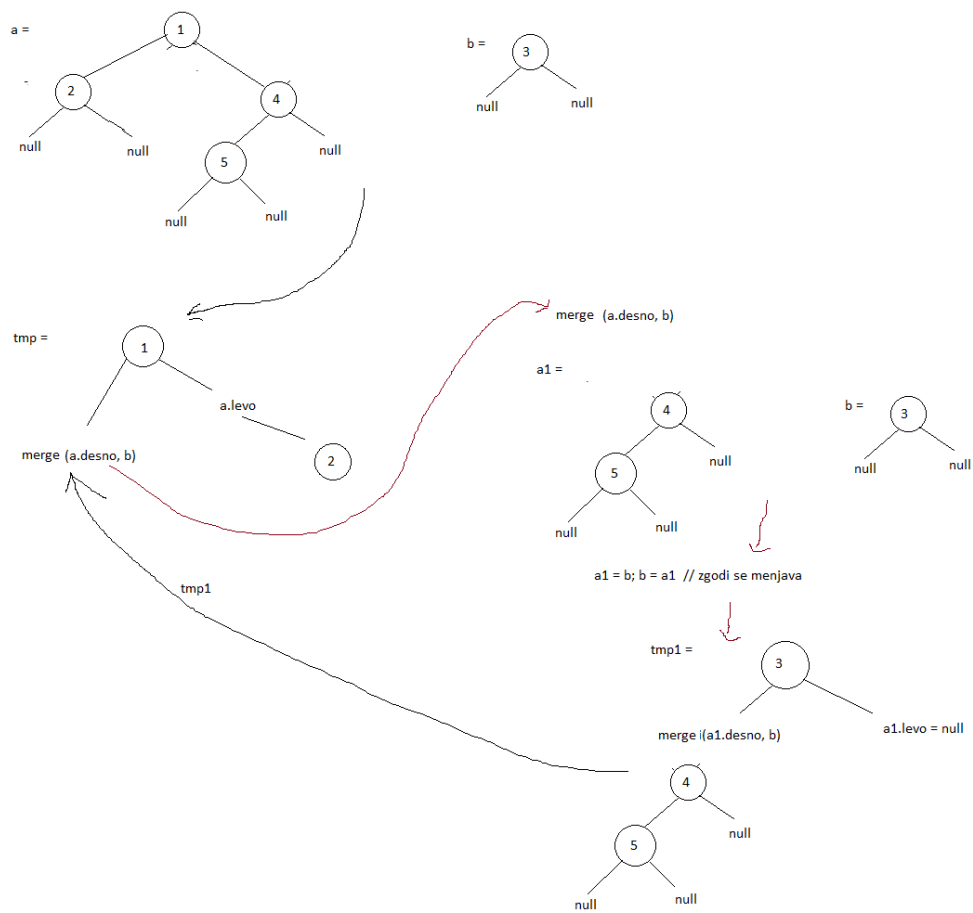 a =
1
b =
3
2
4
null
null
null
null
5
null
null
null
null
merge (a.desno, b)
tmp =
1
a1 =
a.levo
4
b =
3
merge (a.desno, b)
2
null
null
null
5
null
null
a1 = b; b = a1 // zgodi se menjava
tmp1
tmp1 =
3
merge (a1.desno, b)
a1.levo = null
4
null
5
null
null